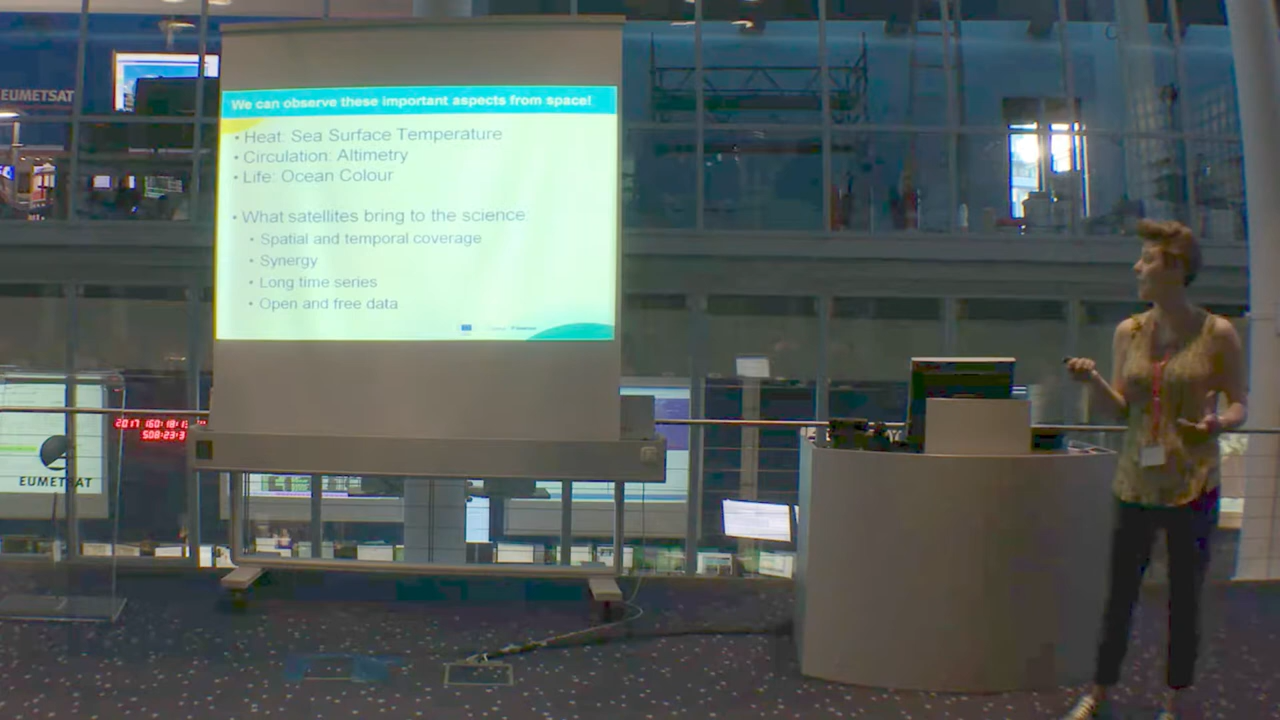 EUMETSAT
We can observe these important aspects from space!
• Heat: Sea Surface Temperature
• Circulation: Altimetry
• Life: Ocean Colour
• What satellites bring to the science:
• Spatial and temporal coverage
• Synergy
• Long time series
• Open and free data
EUMETSAT